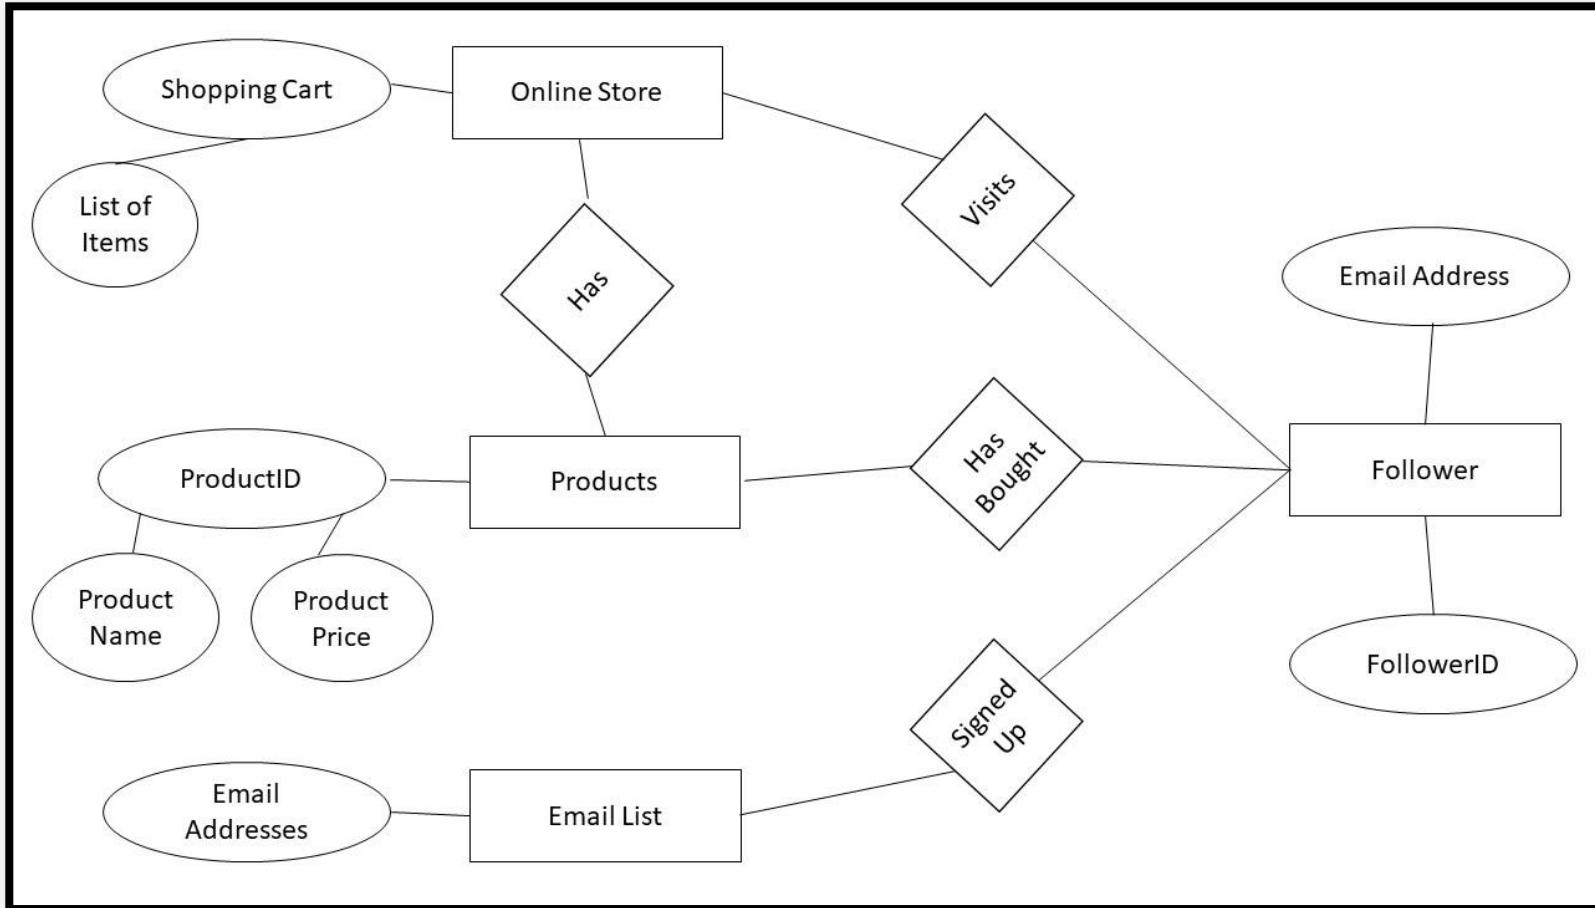 Shopping Cart
Online Store
List of
Items
Visits
Has
Email Address
ProductID
Products
Has
Bought
Follower
Product
Name
Product
Price
FollowerID
Signed
Up
Email
Addresses
Email List